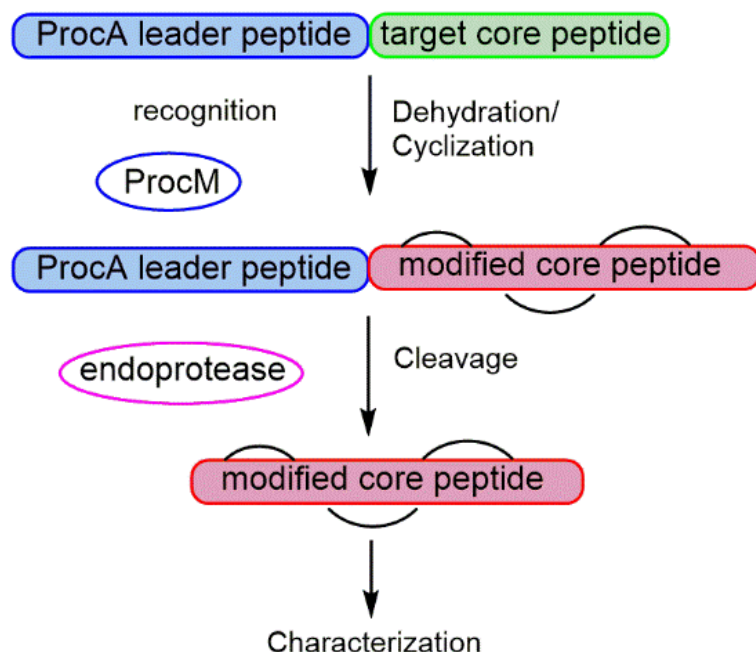 ProcA leader peptide target core peptide
recognition
Dehydration/
Cyclization
ProcM
ProcA leader peptide modified core peptide
endoprotease
Cleavage
modified core peptide
Characterization